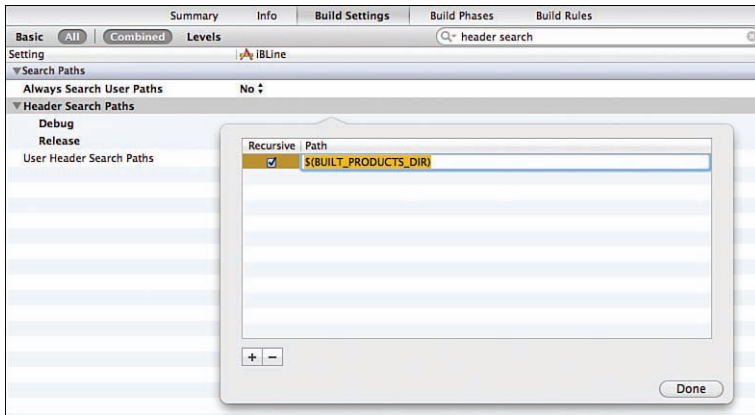 Summary Info Build Settings Build Phases Build Rules
Basic All Combined Levels header search
Setting iBLine
Search Paths
Always Search User Paths No
Header Search Paths
Debug
Release
User Header Search Paths
Recursive Path
$(BUILT_PRODUCTS_DIR)
+ −
Done